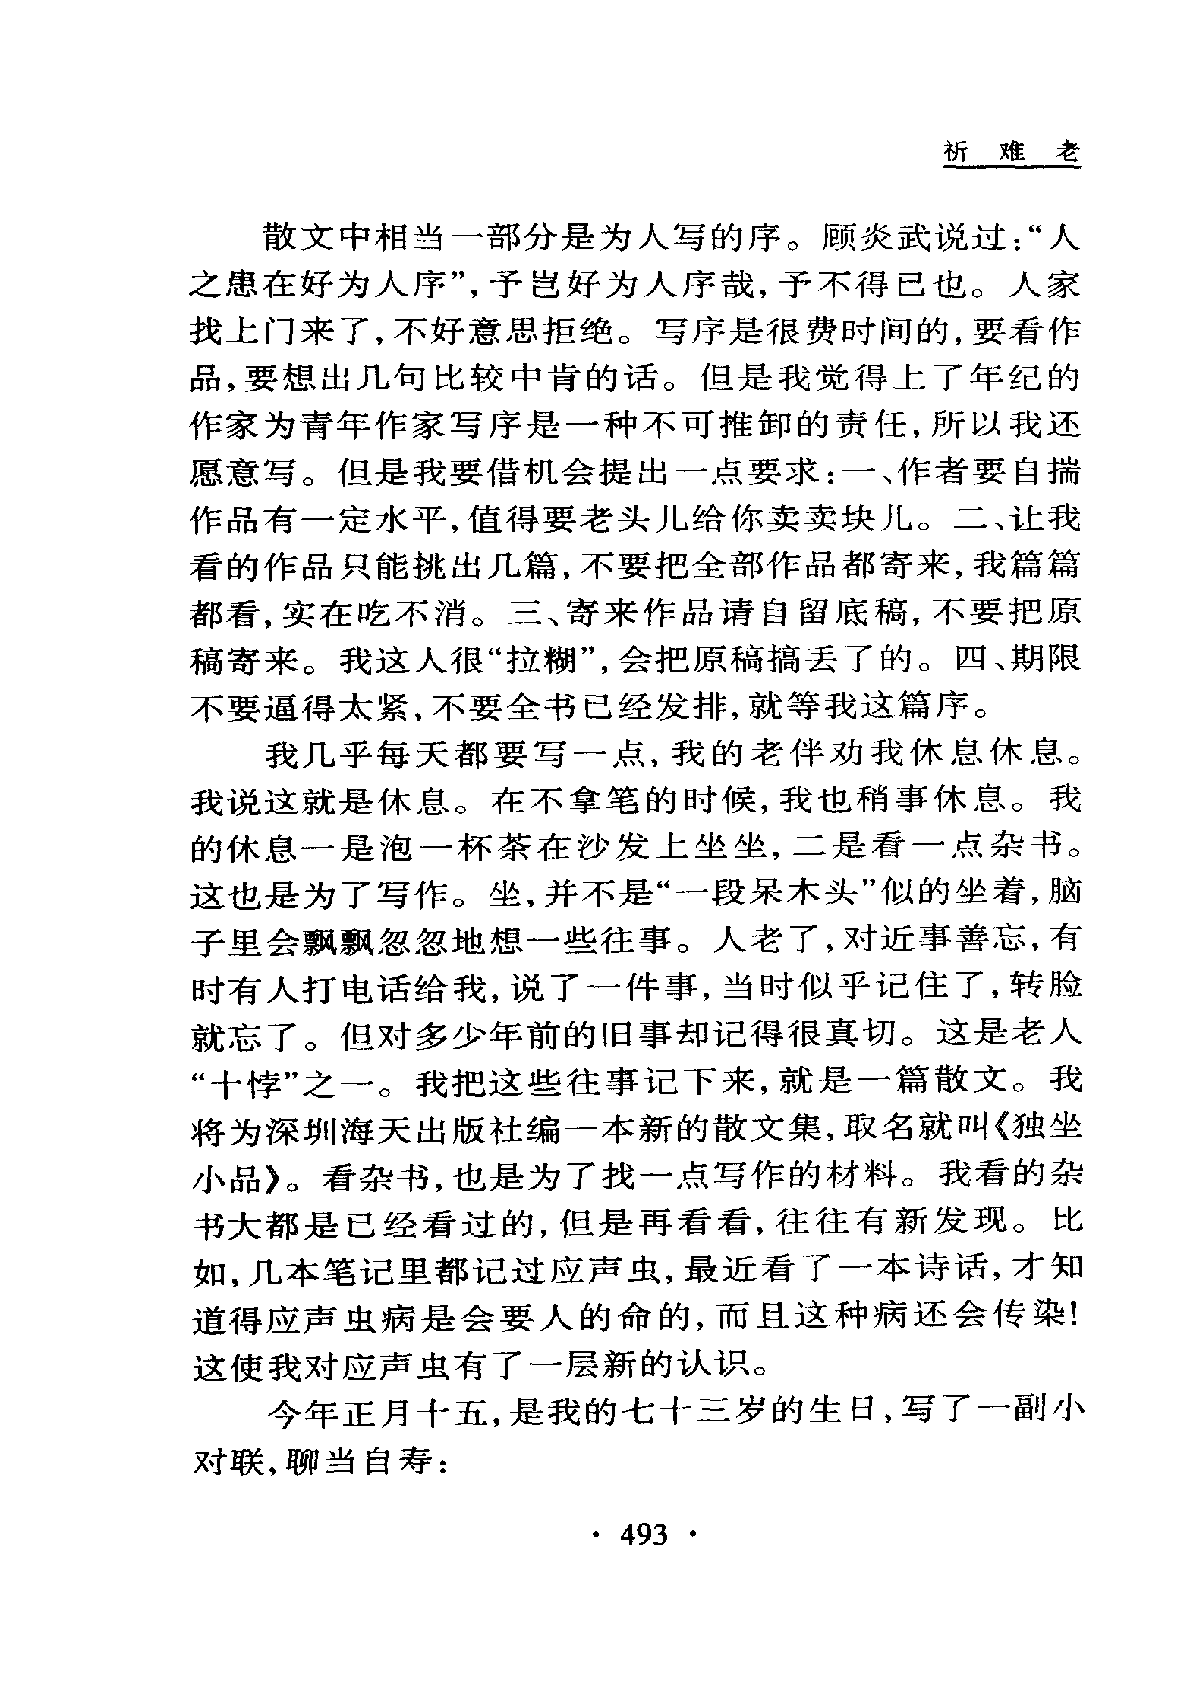 祈难老
散文中相当一部分是为人写的序。顾炎武说过：“人
之患在好为人序”，予岂好为人序哉，予不得已也。人家
找上门来了，不好意思拒绝。写序是很费时间的，要看作
品，要想出几句比较中肯的话。但是我觉得上了年纪的
作家为青年作家写序是一种不可推卸的责任，所以我还
愿意写。但是我要借机会提出一点要求：一、作者要自揣
作品有一定水平，值得要老头儿给你卖卖块儿。二、让我
看的作品只能挑出几篇，不要把全部作品都寄来，我篇篇
都看，实在吃不消。三、寄来作品请自留底稿，不要把原
稿寄来。我这人很“拉糊”，会把原稿搞丢了的。四、期限
不要逼得太紧，不要全书已经发排，就等我这篇序。
我几乎每天都要写一点，我的老伴劝我休息休息。
我说这就是休息。在不拿笔的时候，我也稍事休息。我
的休息一是泡一杯茶在沙发上坐坐，二是看一点杂书。
这也是为了写作。坐，并不是“一段呆木头”似的坐着，脑
子里会飘飘忽忽地想一些往事。人老了，对近事善忘，有
时有人打电话给我，说了一件事，当时似乎记住了，转脸
就忘了。但对多少年前的旧事却记得很真切。这是老人
“十悖”之一。我把这些往事记下来，就是一篇散文。我
将为深圳海天出版社编一本新的散文集，取名就叫《独坐
小品》。看杂书，也是为了找一点写作的材料。我看的杂
书大都是已经看过的，但是再看看，往往有新发现。比
如，几本笔记里都记过应声虫，最近看了一本诗话，才知
道得应声虫病是会要人的命的，而且这种病还会传染！
这使我对应声虫有了一层新的认识。
今年正月十五，是我的七十三岁的生日，写了一副小
对联，聊当自寿：
· 493 ·